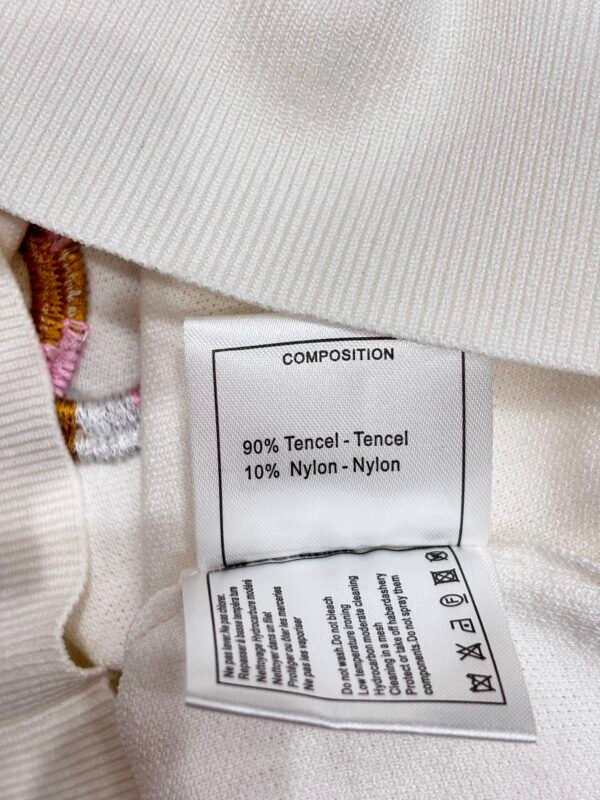 COMPOSITION
90% Tencel - Tencel
10% Nylon - Nylon
Ne pas laver.Ne pas chlorer.
Repasser à basse température
Nettoyage Hydrocarbure modéré
Nettoyer dans un filet
Protéger ou ôter les merceries
Ne pas les vaporiser
Do not wash.Do not bleach
Low temperature ironing
Hydrocarbon moderate cleaning
Cleaning in a mesh
Protect or take off haberdashery
components.Do not spray them